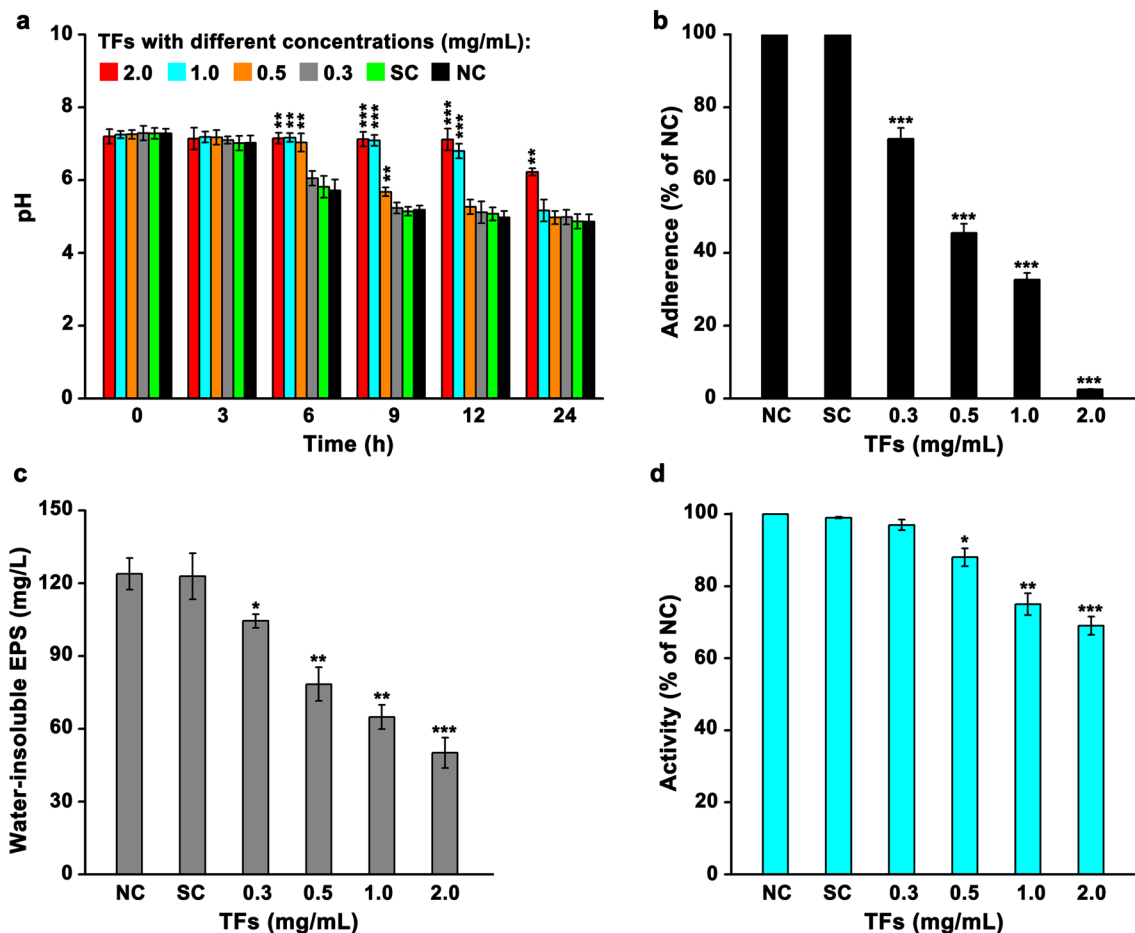 a
TFs with different concentrations (mg/mL):
2.0 1.0 0.5 0.3 SC NC
10
8
6
4
2
0
pH
** ** **
*** *** **
*** ***
**
0 3 6 9 12 24
Time (h)
b
100
80
60
40
20
0
Adherence (% of NC)
***
***
***
***
NC SC 0.3 0.5 1.0 2.0
TFs (mg/mL)
c
150
120
90
60
30
0
Water-insoluble EPS (mg/L)
*
**
**
***
NC SC 0.3 0.5 1.0 2.0
TFs (mg/mL)
d
100
80
60
40
20
0
Activity (% of NC)
*
**
***
NC SC 0.3 0.5 1.0 2.0
TFs (mg/mL)